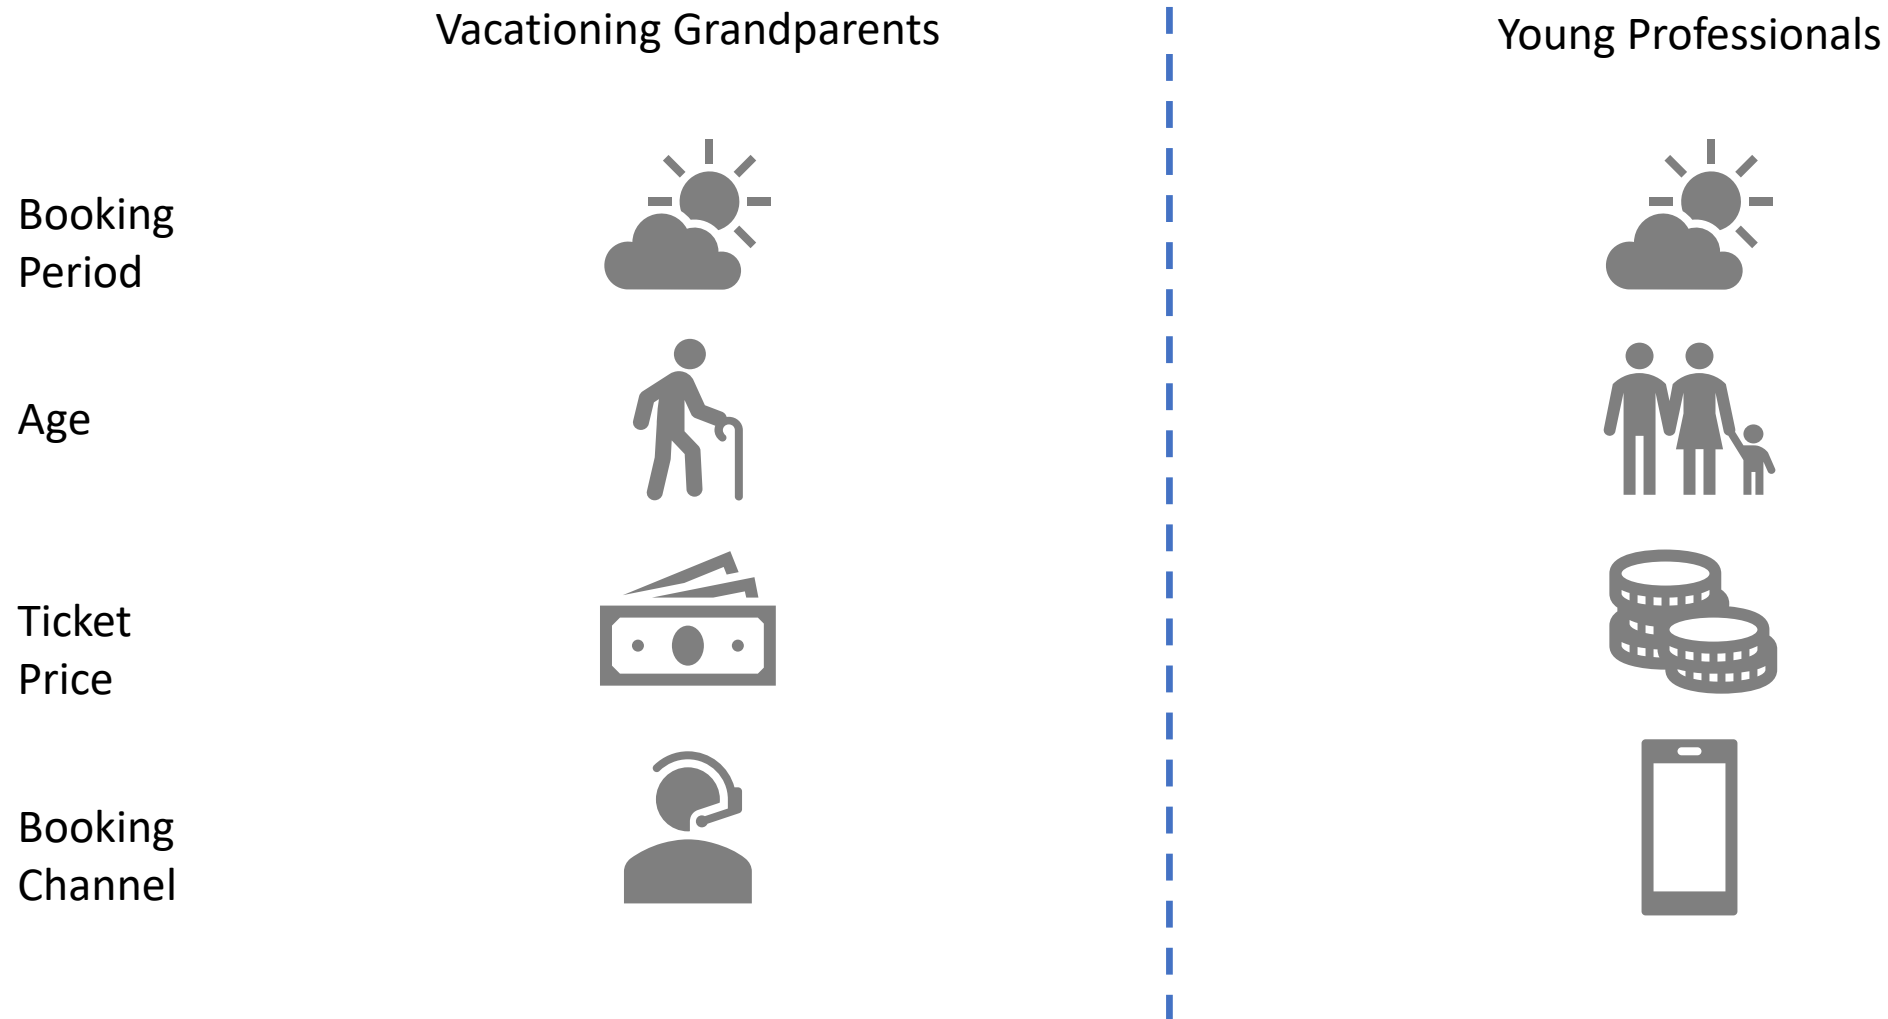 Vacationing Grandparents
Young Professionals
Booking
Period
Age
Ticket
Price
Booking
Channel